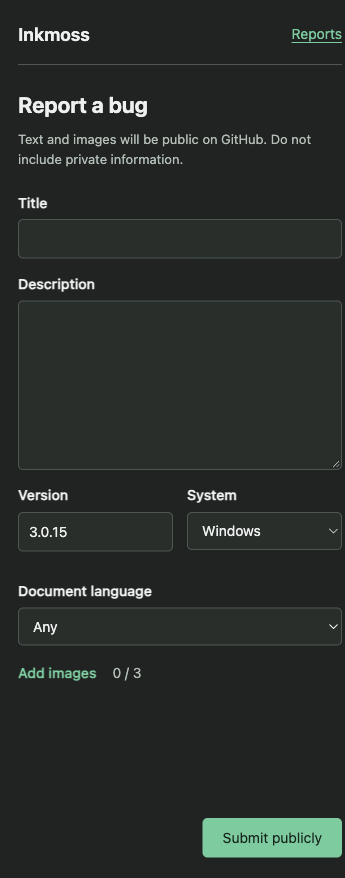 Inkmoss
Reports
Report a bug
Text and images will be public on GitHub. Do not
include private information.
Title
Description
Version
System
3.0.15
Windows
Document language
Any
Add images
0 / 3
Submit publicly